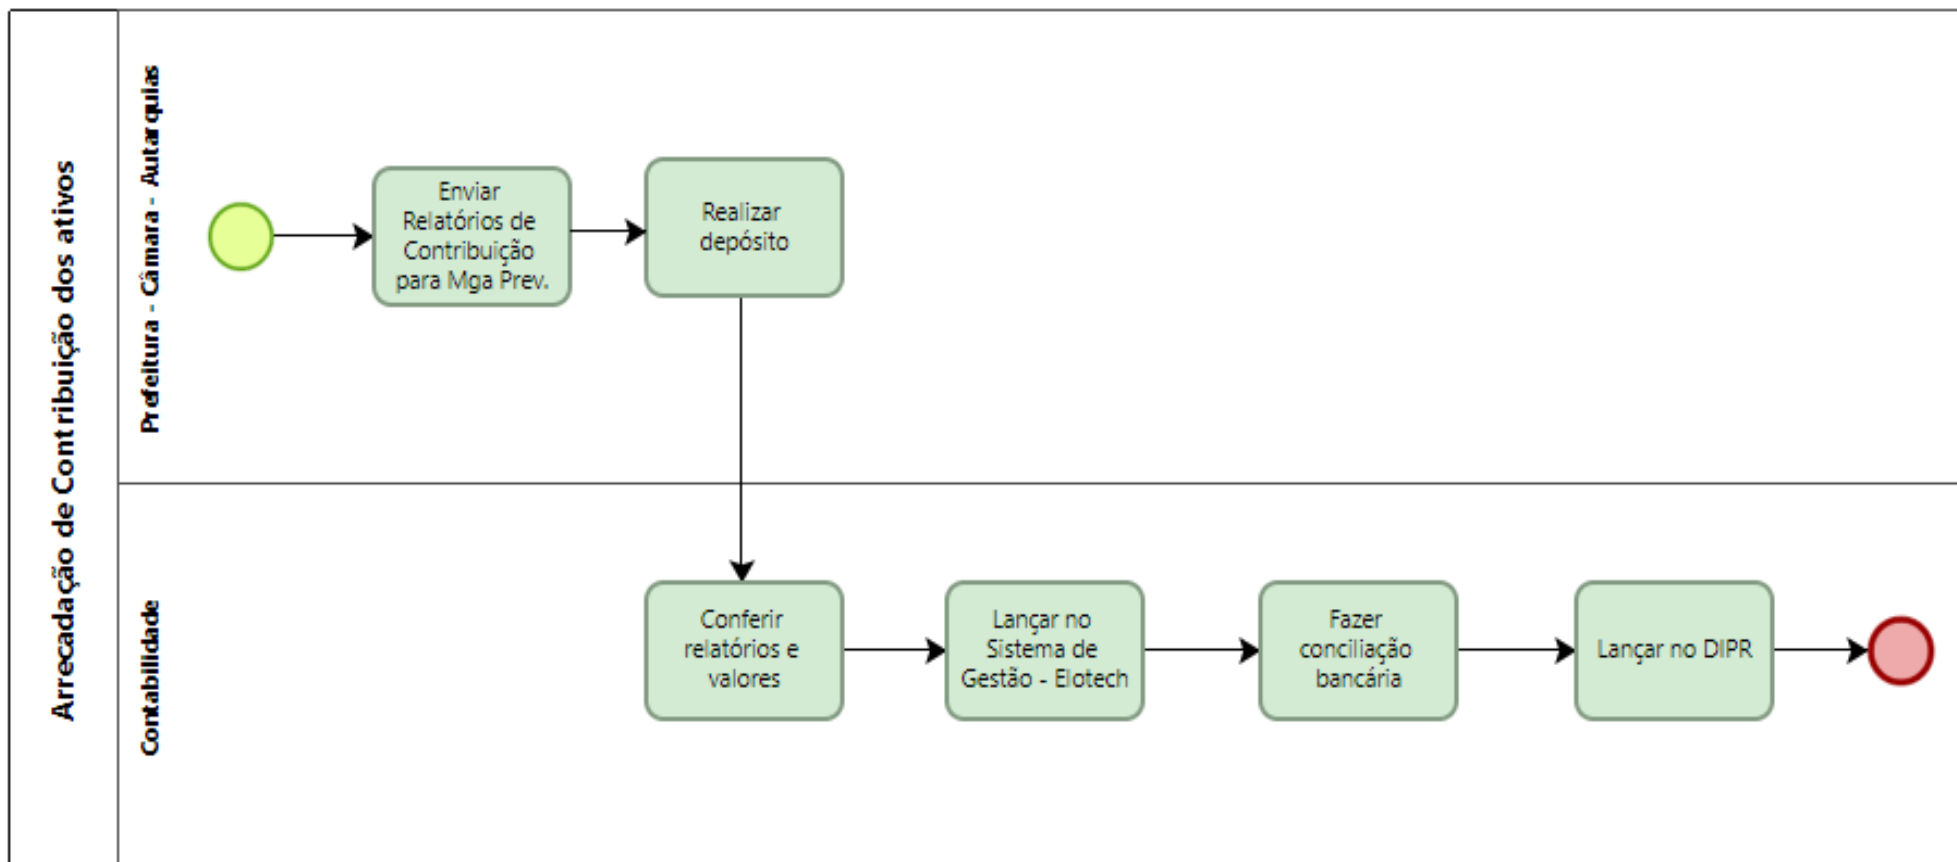 Arrecadação de Contribuição dos ativos
Prefeitura - Câmara - Autarquias
Enviar
Relatórios de
Contribuição
para Mga Prev.
Realizar
depósito
Contabilidade
Conferir
relatórios e
valores
Lançar no
Sistema de
Gestão - Elotech
Fazer
conciliação
bancária
Lançar no DIPR